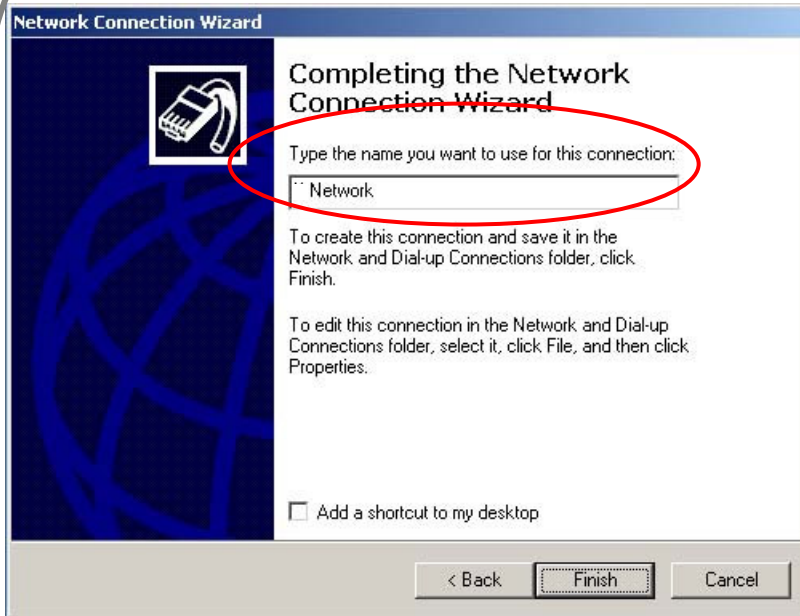 Network Connection Wizard
Completing the Network
Connection Wizard
Type the name you want to use for this connection:
Network
To create this connection and save it in the
Network and Dial-up Connections folder, click
Finish.
To edit this connection in the Network and Dial-up
Connections folder, select it, click File, and then click
Properties.
Add a shortcut to my desktop
< Back
Finish
Cancel